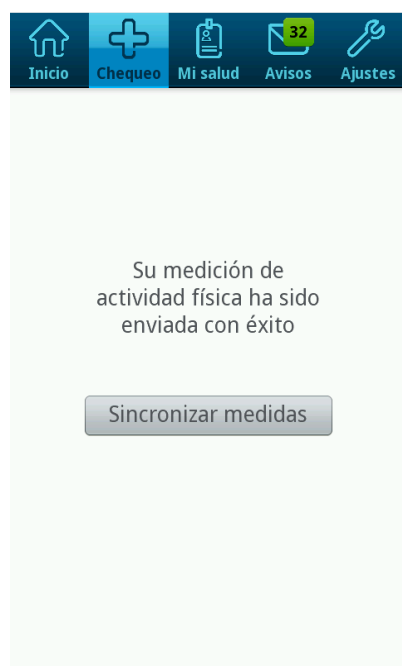 32
Inicio Chequeo Mi salud Avisos Ajustes
Su medición de
actividad física ha sido
enviada con éxito
Sincronizar medidas